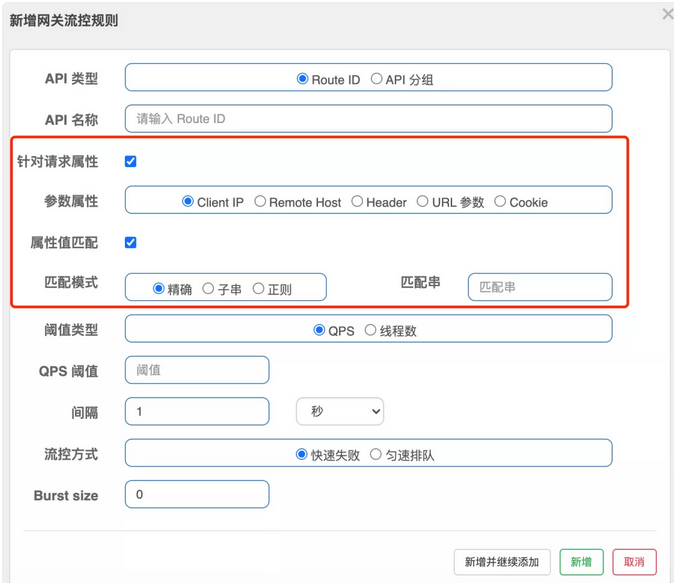 新增网关流控规则 ×
API 类型 Route ID API 分组
API 名称 请输入 Route ID
针对请求属性
参数属性 Client IP Remote Host Header URL 参数 Cookie
属性值匹配
匹配模式 精确 子串 正则 匹配串 匹配串
阈值类型 QPS 线程数
QPS 阈值 阈值
间隔 1 秒
流控方式 快速失败 匀速排队
Burst size 0
新增并继续添加 新增 取消